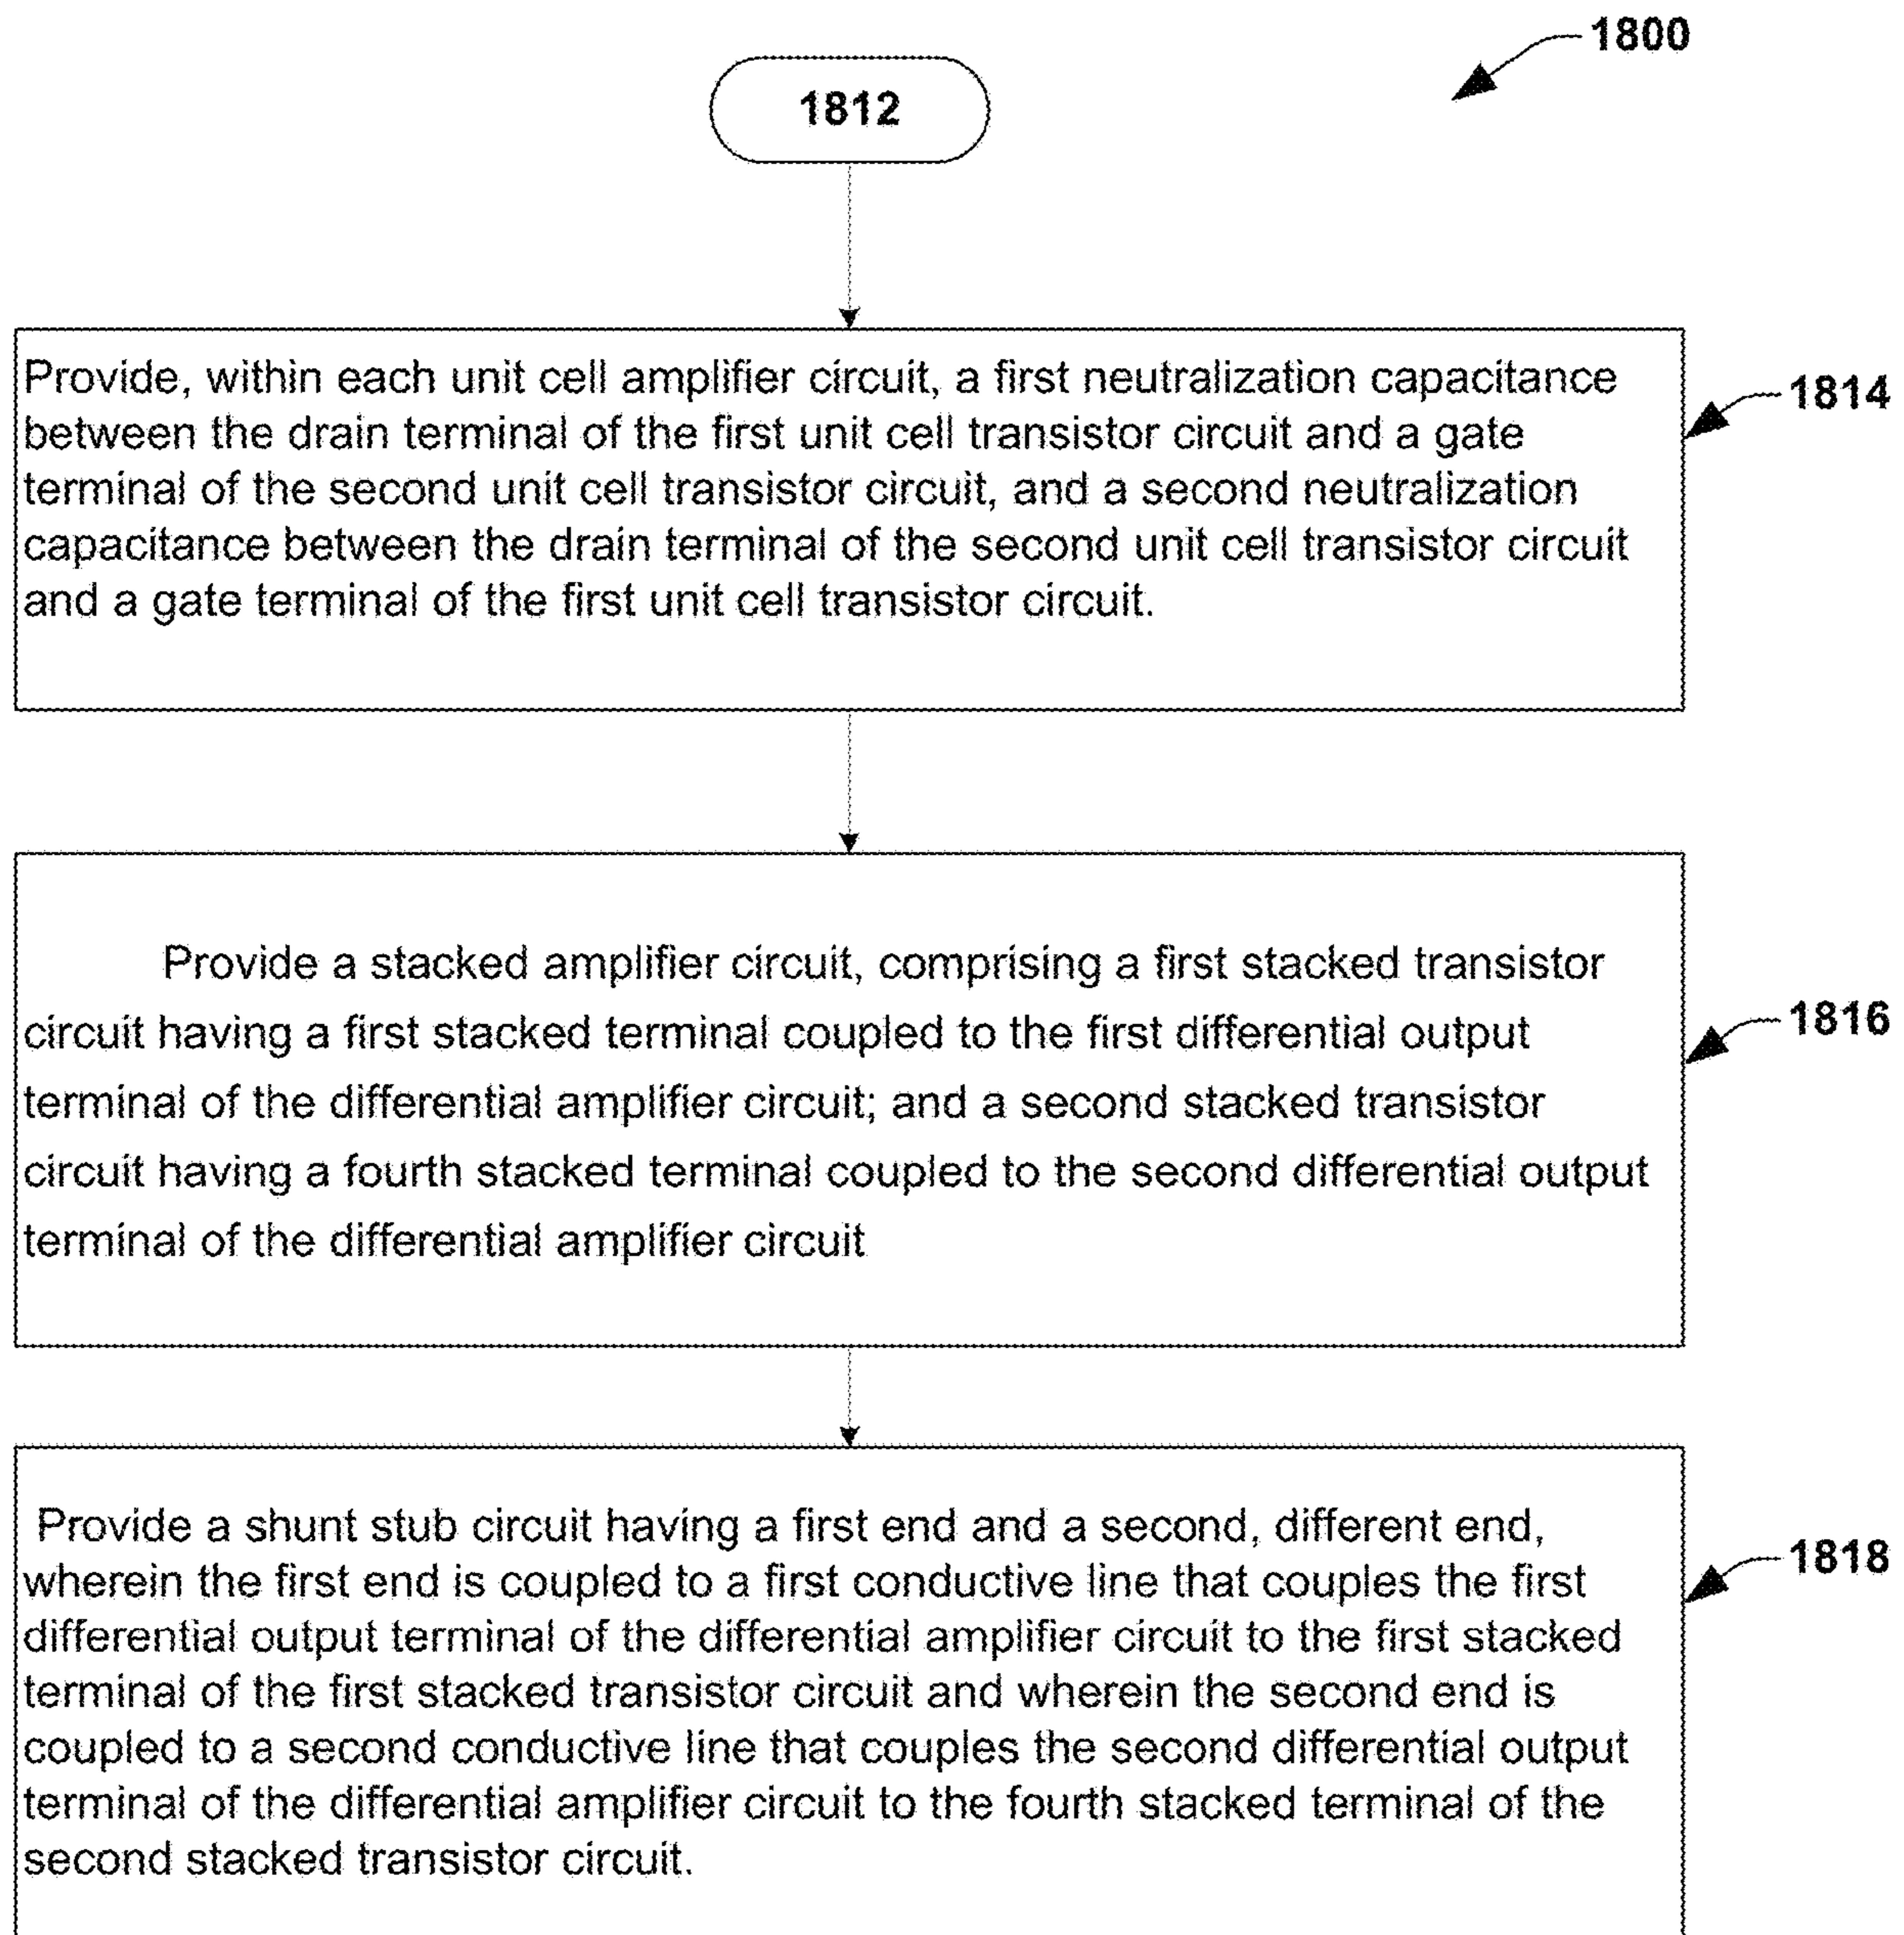 1800
1812
Provide, within each unit cell amplifier circuit, a first neutralization capacitance
between the drain terminal of the first unit cell transistor circuit and a gate
terminal of the second unit cell transistor circuit, and a second neutralization
capacitance between the drain terminal of the second unit cell transistor circuit
and a gate terminal of the first unit cell transistor circuit.
1814
Provide a stacked amplifier circuit, comprising a first stacked transistor
circuit having a first stacked terminal coupled to the first differential output
terminal of the differential amplifier circuit; and a second stacked transistor
circuit having a fourth stacked terminal coupled to the second differential output
terminal of the differential amplifier circuit
1816
Provide a shunt stub circuit having a first end and a second, different end,
wherein the first end is coupled to a first conductive line that couples the first
differential output terminal of the differential amplifier circuit to the first stacked
terminal of the first stacked transistor circuit and wherein the second end is
coupled to a second conductive line that couples the second differential output
terminal of the differential amplifier circuit to the fourth stacked terminal of the
second stacked transistor circuit.
1818